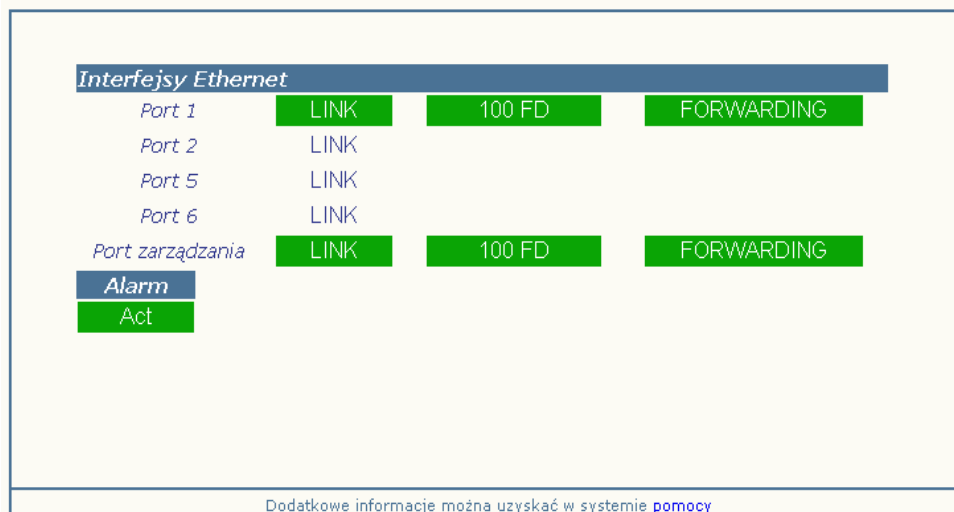 Interfejsy Ethernet
Port 1 LINK 100 FD FORWARDING
Port 2 LINK
Port 5 LINK
Port 6 LINK
Port zarządzania LINK 100 FD FORWARDING
Alarm
Act
Dodatkowe informacje można uzyskać w systemie pomocy